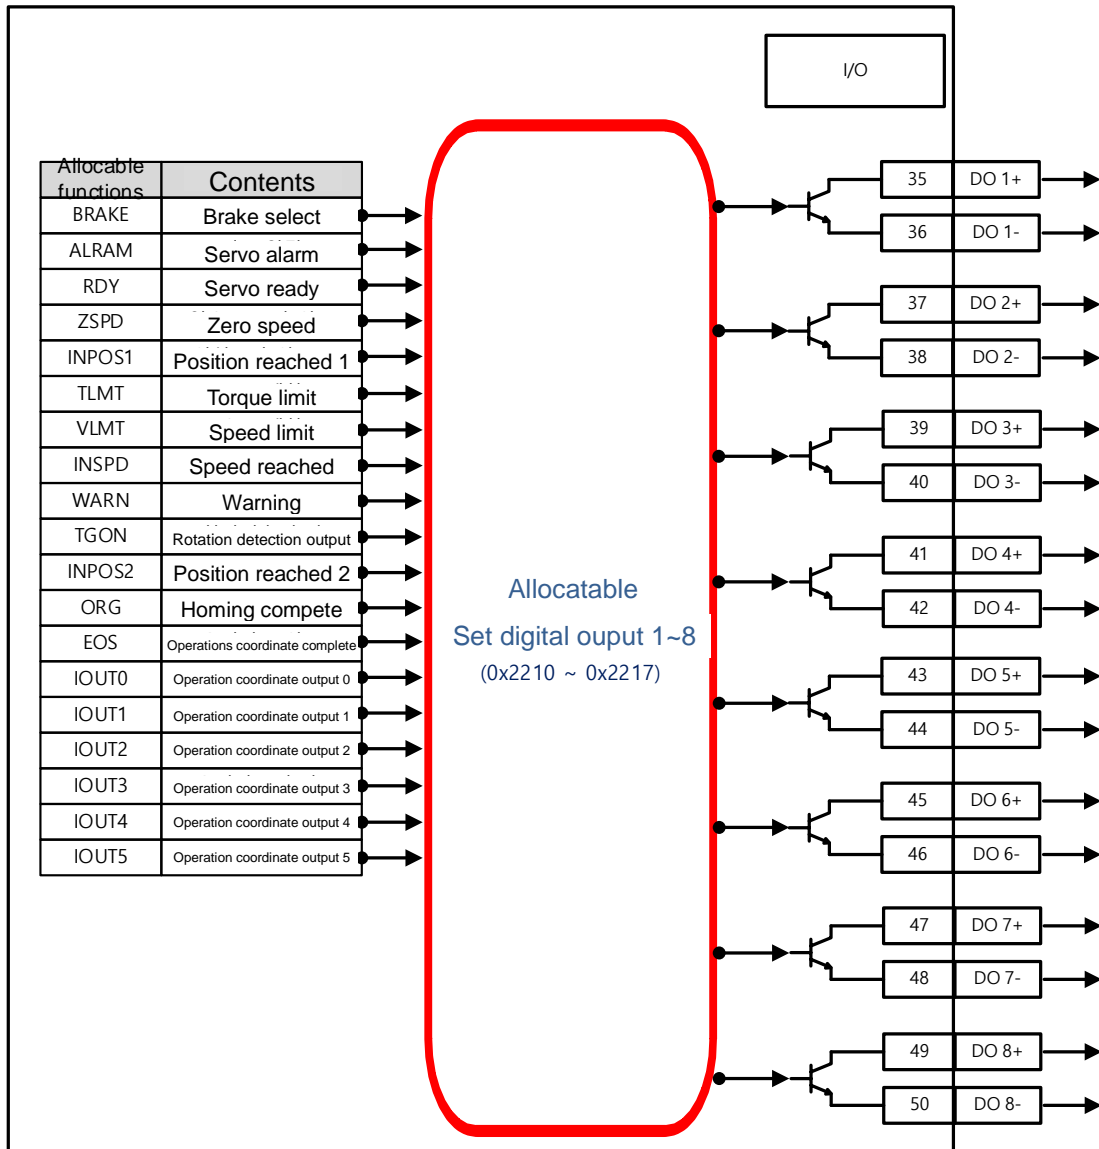 I/O
Allocable functions Contents
BRAKE Brake select
ALRAM Servo alarm
RDY Servo ready
ZSPD Zero speed
INPOS1 Position reached 1
TLMT Torque limit
VLMT Speed limit
INSPD Speed reached
WARN Warning
TGON Rotation detection output
INPOS2 Position reached 2
ORG Homing compete
EOS Operations coordinate complete
IOUT0 Operation coordinate output 0
IOUT1 Operation coordinate output 1
IOUT2 Operation coordinate output 2
IOUT3 Operation coordinate output 3
IOUT4 Operation coordinate output 4
IOUT5 Operation coordinate output 5
Allocatable
Set digital ouput 1~8
(0x2210 ~ 0x2217)
35 DO 1+
36 DO 1-
37 DO 2+
38 DO 2-
39 DO 3+
40 DO 3-
41 DO 4+
42 DO 4-
43 DO 5+
44 DO 5-
45 DO 6+
46 DO 6-
47 DO 7+
48 DO 7-
49 DO 8+
50 DO 8-